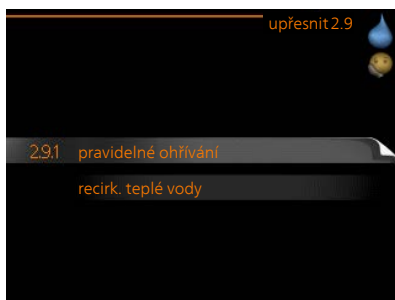 upřesnit 2.9
2.9.1 pravidelné ohřívání
recirk. teplé vody